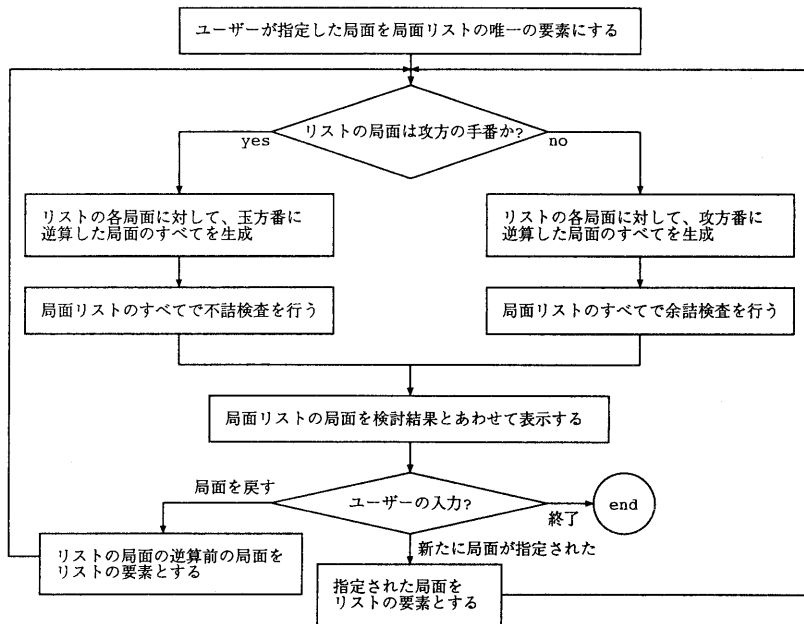 ユーザーが指定した局面を局面リストの唯一の要素にする
リストの局面は攻方の手番か?
yes
no
リストの各局面に対して、玉方番に
逆算した局面のすべてを生成
リストの各局面に対して、攻方番に
逆算した局面のすべてを生成
局面リストのすべてで不詰検査を行う
局面リストのすべてで余詰検査を行う
局面リストの局面を検討結果とあわせて表示する
局面を戻す
ユーザーの入力?
終了
end
新たに局面が指定された
リストの局面の逆算前の局面を
リストの要素とする
指定された局面を
リストの要素とする